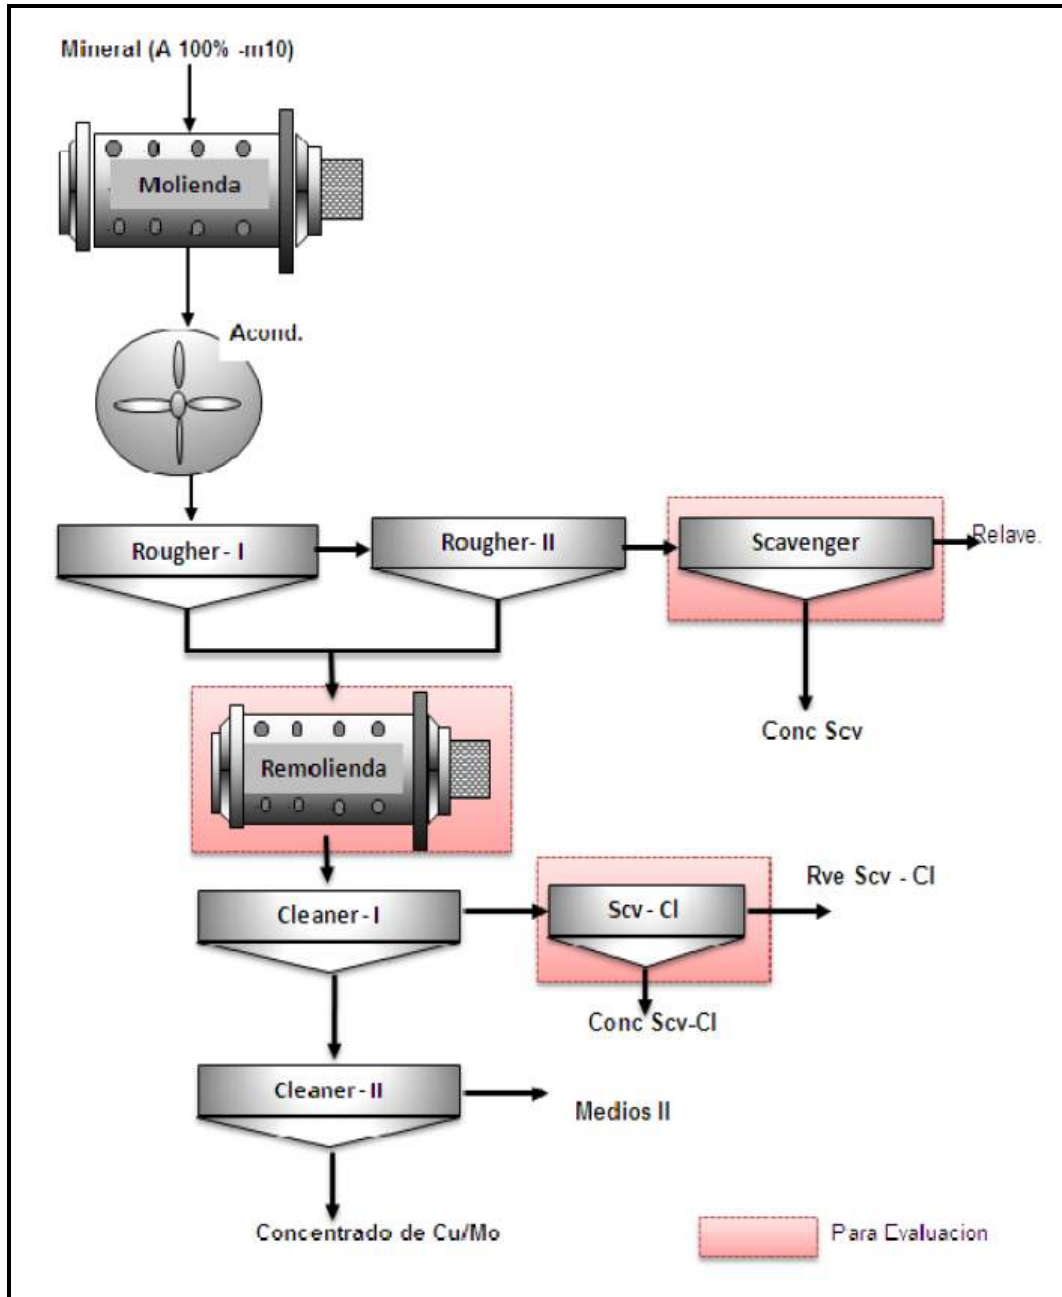 Mineral (A 100% -m10)
Molienda
Acond.
Rougher - I
Rougher - II
Scavenger
Relave.
Conc Scv
Remolienda
Rve Scv - Cl
Cleaner - I
Scv - Cl
Conc Scv-Cl
Cleaner - II
Medios II
Concentrado de Cu/Mo
Para Evaluacion